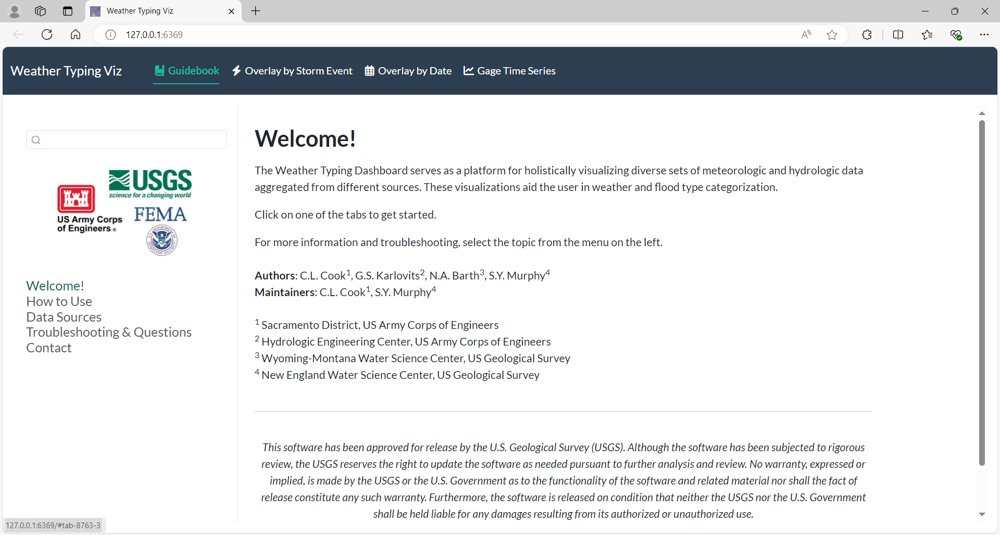 Weather Typing Viz
127.0.0.1:6369
Weather Typing Viz
Guidebook
Overlay by Storm Event
Overlay by Date
Gage Time Series
USGS
science for a changing world
US Army Corps
of Engineers ®
FEMA
Welcome!
How to Use
Data Sources
Troubleshooting & Questions
Contact
Welcome!
The Weather Typing Dashboard serves as a platform for holistically visualizing diverse sets of meteorologic and hydrologic data
aggregated from different sources. These visualizations aid the user in weather and flood type categorization.
Click on one of the tabs to get started.
For more information and troubleshooting, select the topic from the menu on the left.
Authors: C.L. Cook¹, G.S. Karlovits², N.A. Barth³, S.Y. Murphy⁴
Maintainers: C.L. Cook¹, S.Y. Murphy⁴
¹ Sacramento District, US Army Corps of Engineers
² Hydrologic Engineering Center, US Army Corps of Engineers
³ Wyoming-Montana Water Science Center, US Geological Survey
⁴ New England Water Science Center, US Geological Survey
This software has been approved for release by the U.S. Geological Survey (USGS). Although the software has been subjected to rigorous
review, the USGS reserves the right to update the software as needed pursuant to further analysis and review. No warranty, expressed or
implied, is made by the USGS or the U.S. Government as to the functionality of the software and related material nor shall the fact of
release constitute any such warranty. Furthermore, the software is released on condition that neither the USGS nor the U.S. Government
shall be held liable for any damages resulting from its authorized or unauthorized use.
127.0.0.1:6369/#tab-8763-3